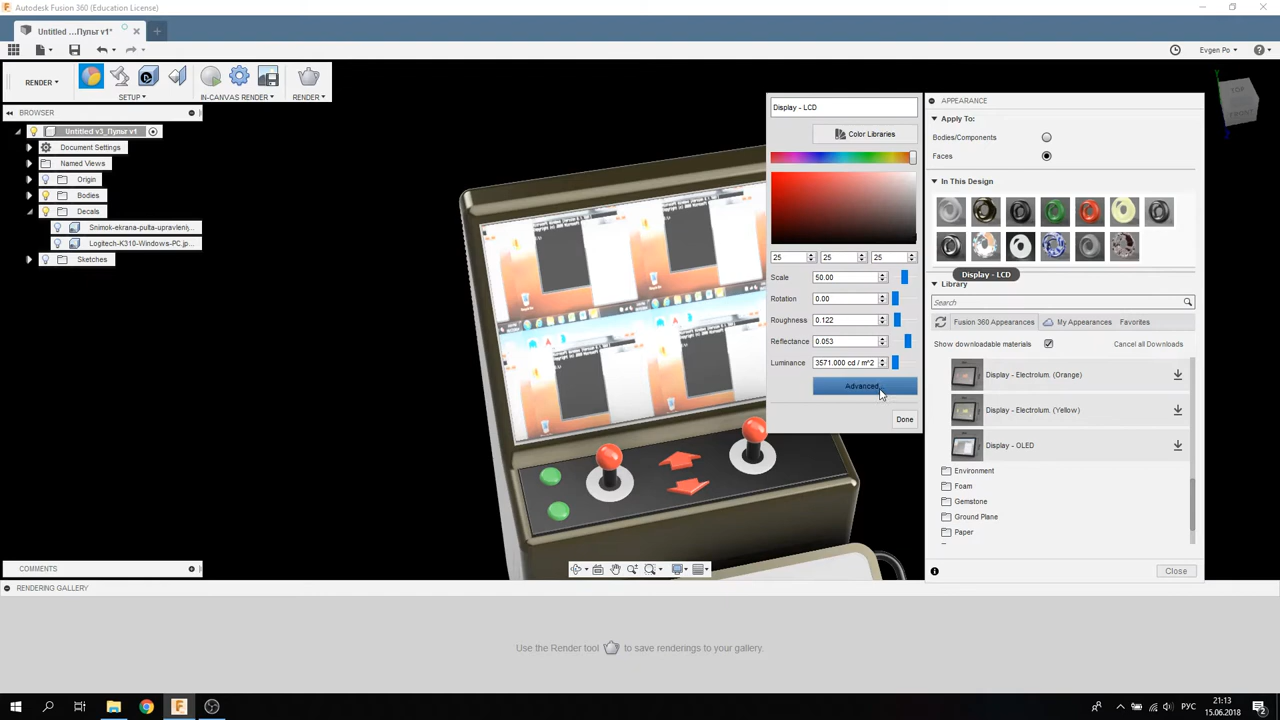 Autodesk Fusion 360 (Education License)
Untitled ...Пульт v1*
Evgen Po
RENDER
SETUP
IN-CANVAS RENDER
RENDER
BROWSER
Untitled v3_Пульт v1
Document Settings
Named Views
Origin
Bodies
Decals
Snimok-ekrana-pulta-upravleniy...
Logitech-K310-Windows-PC.jp...
Sketches
COMMENTS
Display - LCD
Color Libraries
25 25 25
Scale 50.00
Rotation 0.00
Roughness 0.122
Reflectance 0.053
Luminance 3571.000 cd / m^2
Advanced...
Done
APPEARANCE
Apply To:
Bodies/Components
Faces
In This Design
Display - LCD
Library
Search
Fusion 360 Appearances My Appearances Favorites
Show downloadable materials Cancel all Downloads
Display - Electrolum. (Orange)
Display - Electrolum. (Yellow)
Display - OLED
Environment
Foam
Gemstone
Ground Plane
Paper
Close
RENDERING GALLERY
Use the Render tool to save renderings to your gallery.
РУС
21:13
15.06.2018
2